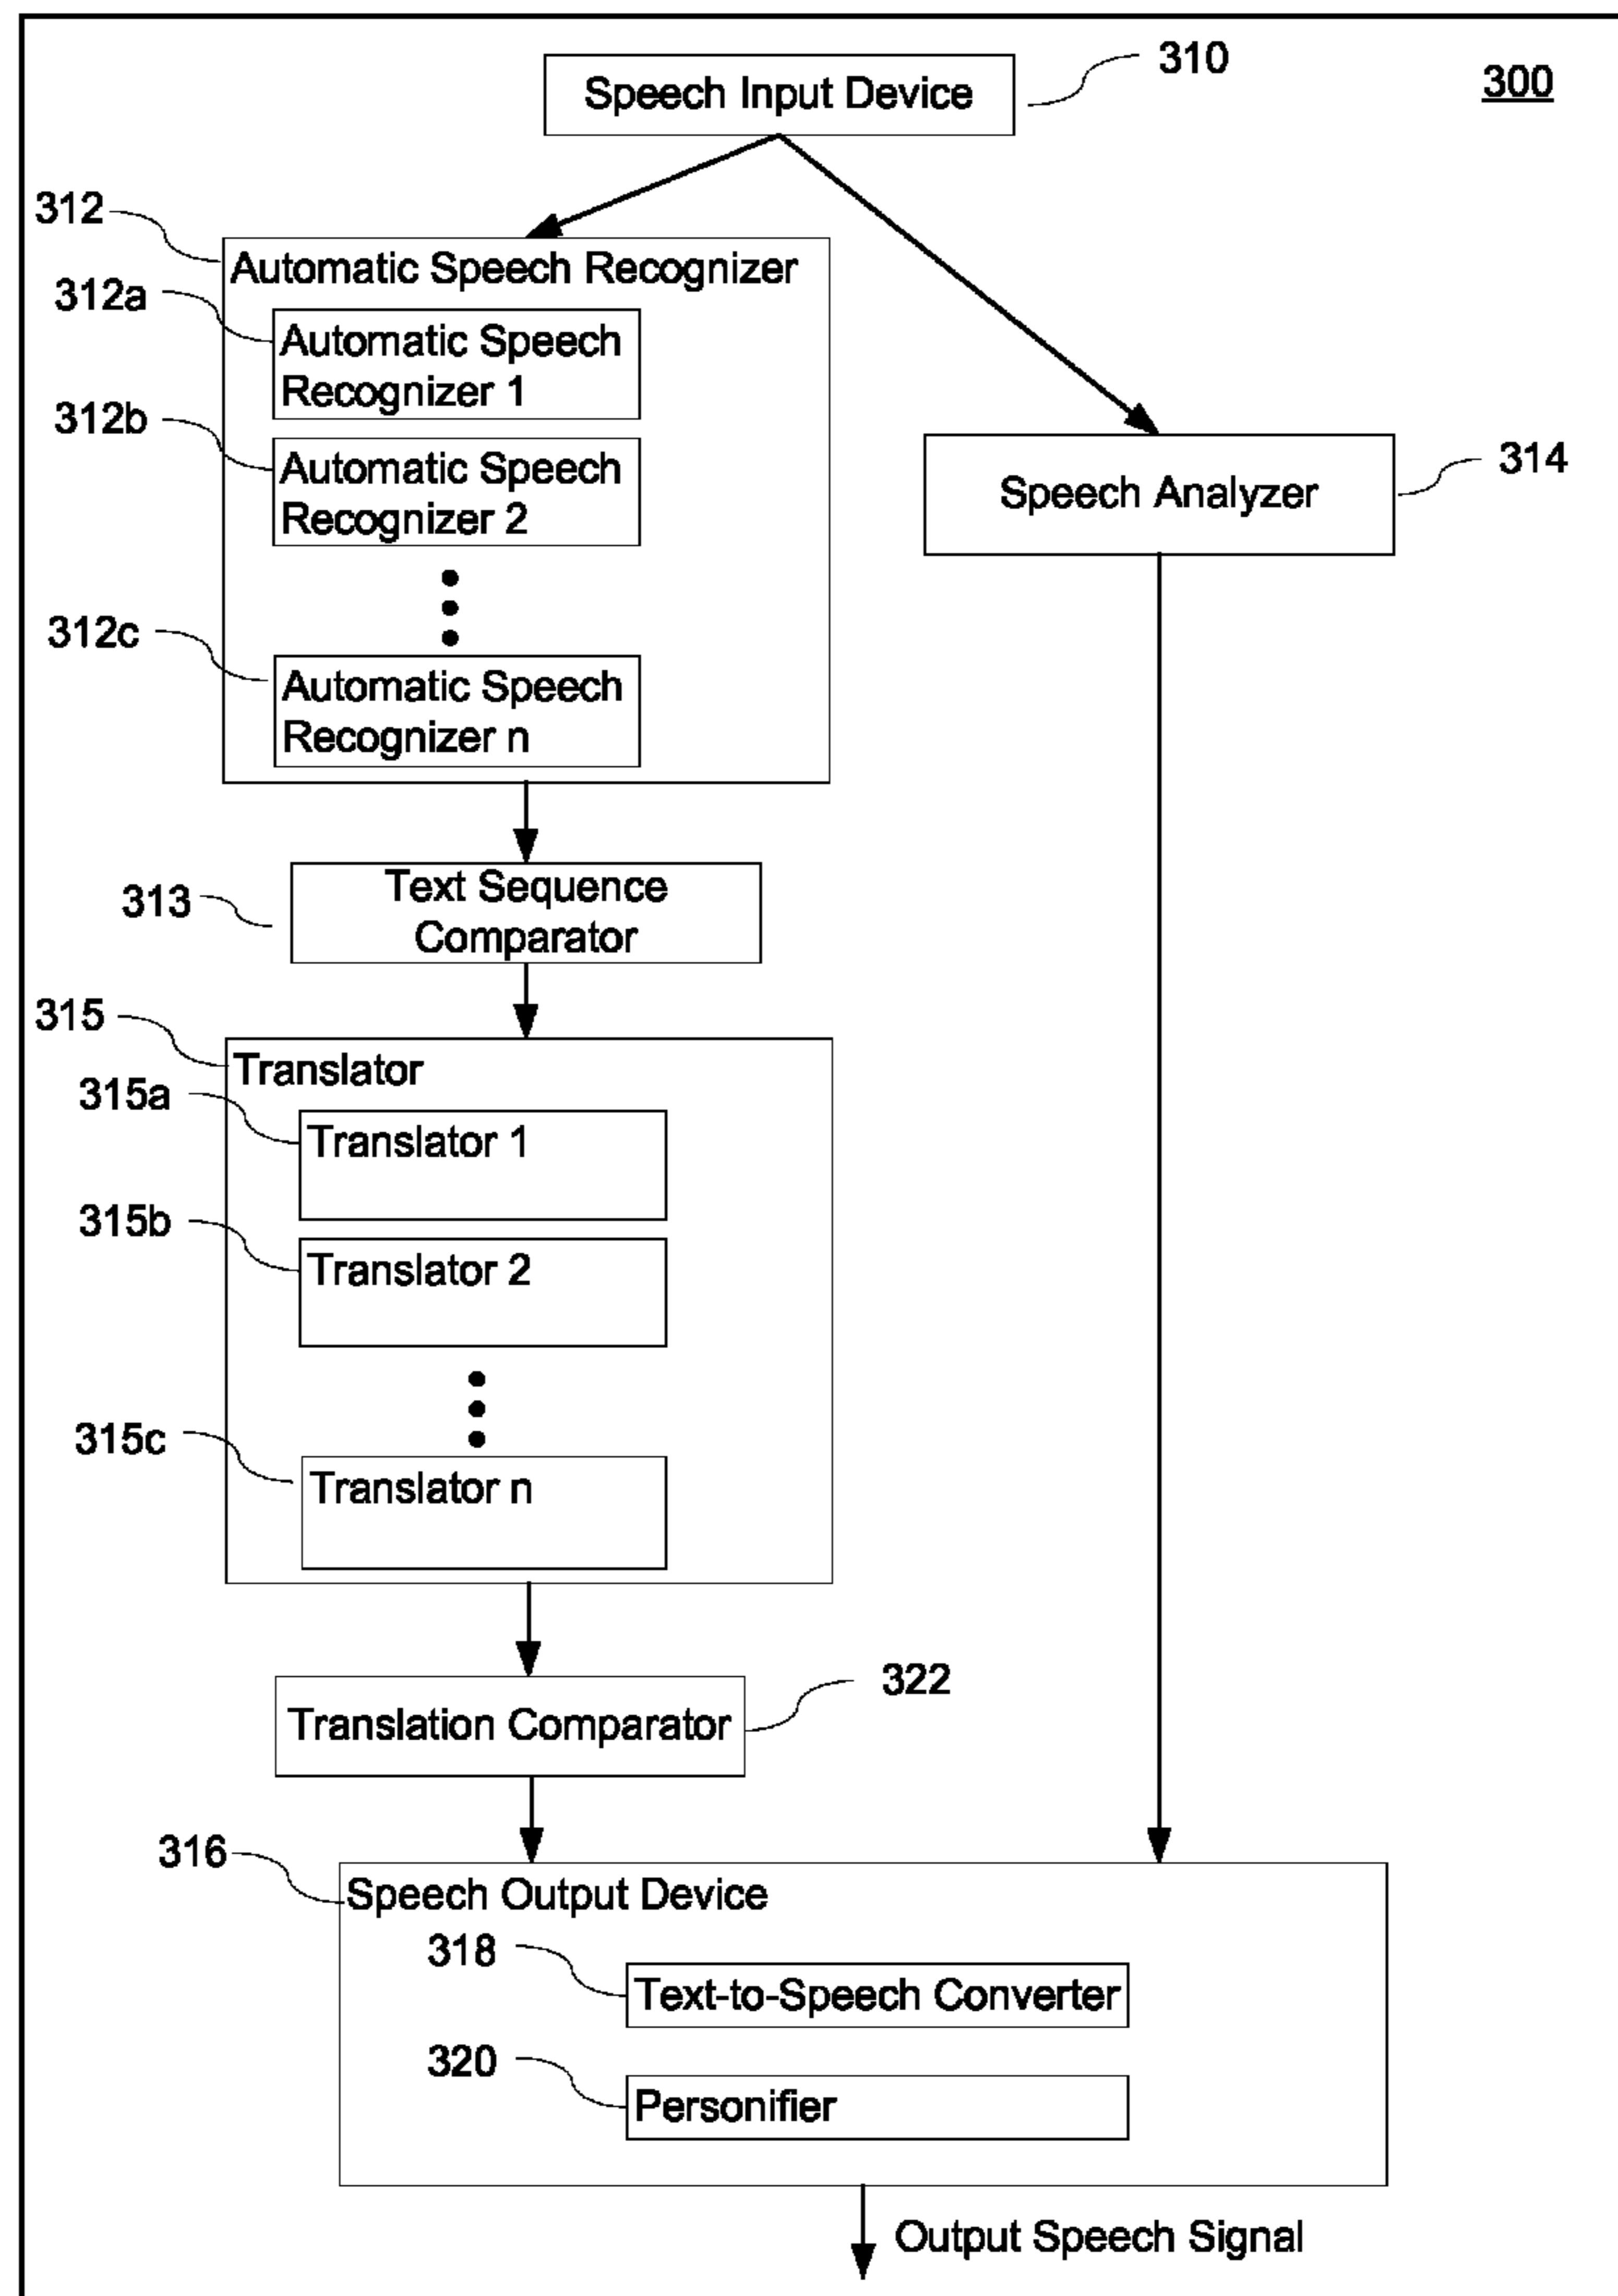 310
Speech Input Device
300
312
Automatic Speech Recognizer
312a
Automatic Speech
Recognizer 1
312b
Automatic Speech
Recognizer 2
314
Speech Analyzer
312c
Automatic Speech
Recognizer n
313
Text Sequence
Comparator
315
Translator
315a
Translator 1
315b
Translator 2
315c
Translator n
322
Translation Comparator
316
Speech Output Device
318
Text-to-Speech Converter
320
Personifier
Output Speech Signal